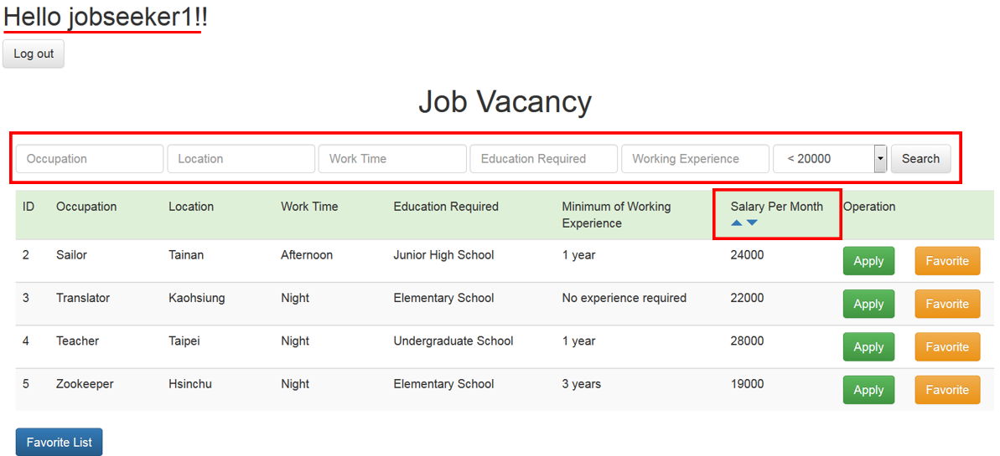 Hello jobseeker1!!
Log out
Job Vacancy
Occupation Location Work Time Education Required Working Experience < 20000 Search
ID Occupation Location Work Time Education Required Minimum of Working Experience Salary Per Month Operation
2 Sailor Tainan Afternoon Junior High School 1 year 24000 Apply Favorite
3 Translator Kaohsiung Night Elementary School No experience required 22000 Apply Favorite
4 Teacher Taipei Night Undergraduate School 1 year 28000 Apply Favorite
5 Zookeeper Hsinchu Night Elementary School 3 years 19000 Apply Favorite
Favorite List